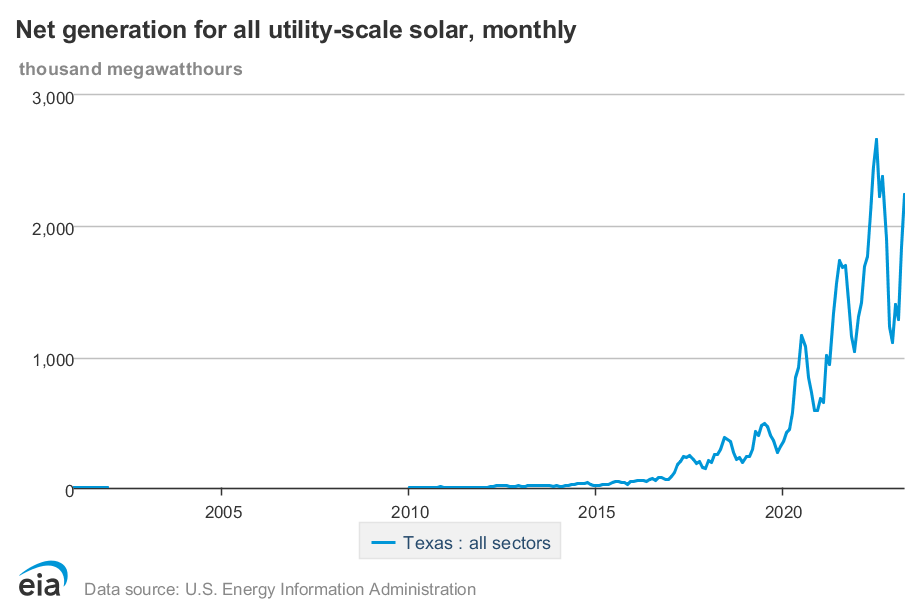 Net generation for all utility-scale solar, monthly
thousand megawatthours
3,000
2,000
1,000
0
2005 2010 2015 2020
Texas : all sectors
eia Data source: U.S. Energy Information Administration